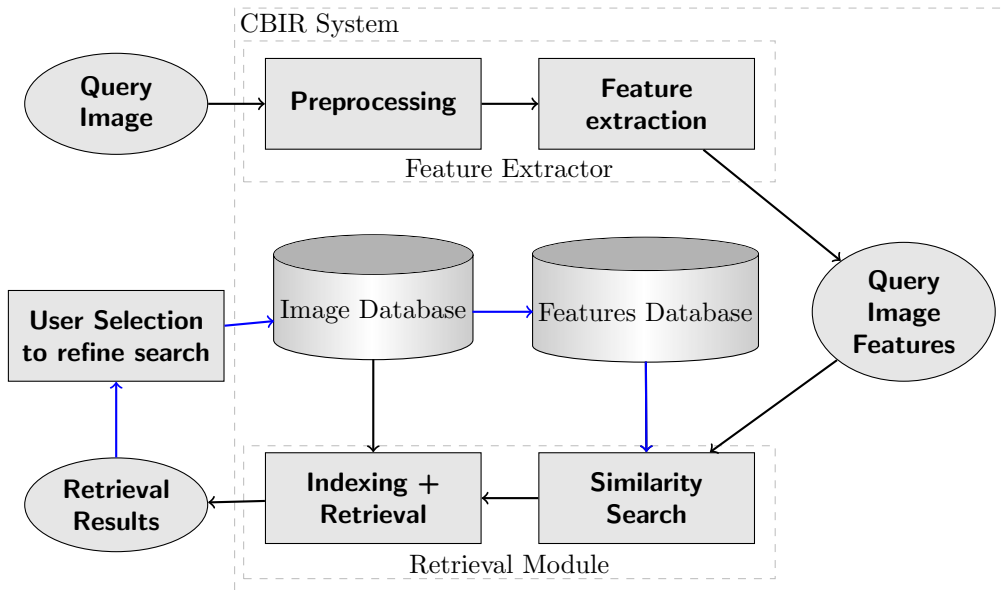 CBIR System
Query
Image
Preprocessing
Feature
extraction
Feature Extractor
Image Database
Features Database
Query
Image
Features
User Selection
to refine search
Retrieval
Results
Indexing +
Retrieval
Similarity
Search
Retrieval Module